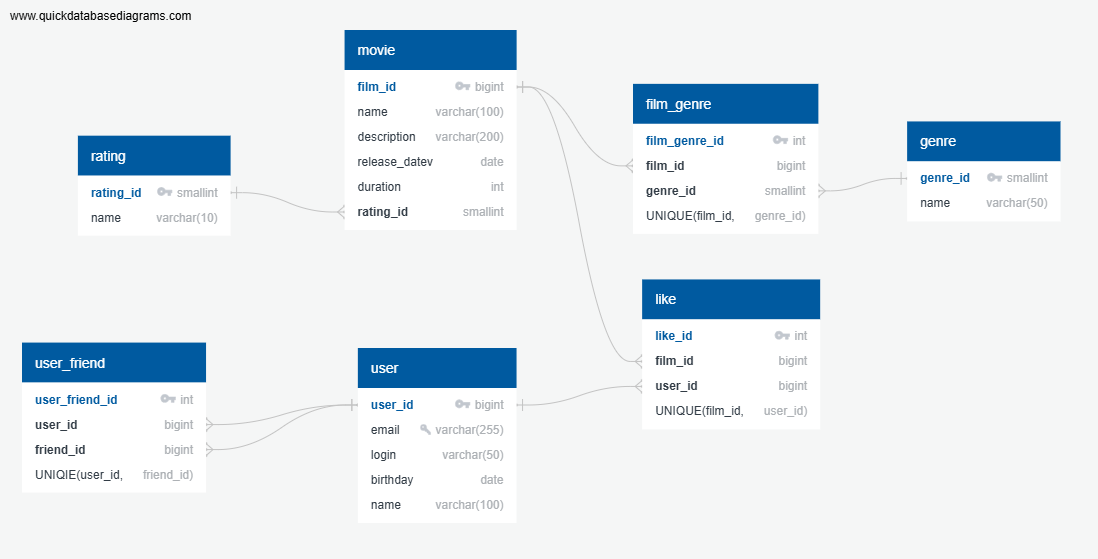 www.quickdatabasediagrams.com
movie
film_id bigint
name varchar(100)
description varchar(200)
release_datev date
duration int
rating_id smallint
rating
rating_id smallint
name varchar(10)
film_genre
film_genre_id int
film_id bigint
genre_id smallint
UNIQUE(film_id, genre_id)
genre
genre_id smallint
name varchar(50)
like
like_id int
film_id bigint
user_id bigint
UNIQUE(film_id, user_id)
user_friend
user_friend_id int
user_id bigint
friend_id bigint
UNIQIE(user_id, friend_id)
user
user_id bigint
email varchar(255)
login varchar(50)
birthday date
name varchar(100)